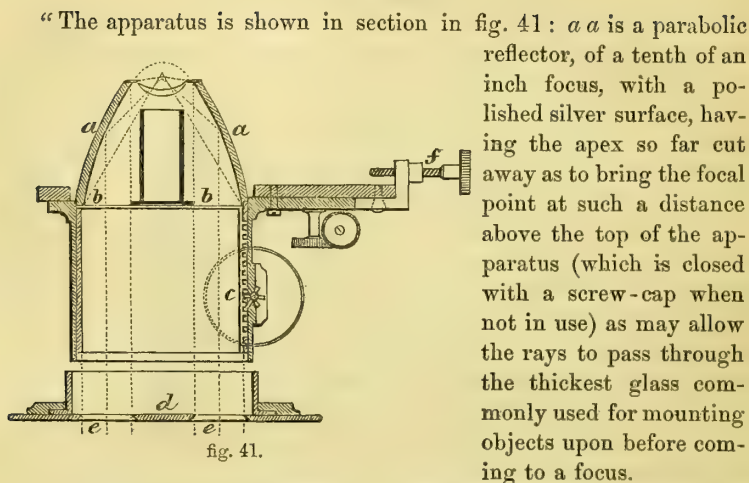 “ The apparatus is shown in section in fig. 41 : a a is a parabolic
reflector, of a tenth of an
inch focus, with a po-
lished silver surface, hav-
ing the apex so far cut
away as to bring the focal
point at such a distance
above the top of the ap-
paratus (which is closed
with a screw-cap when
not in use) as may allow
the rays to pass through
the thickest glass com-
monly used for mounting
objects upon before com-
ing to a focus.
a a
f
b b
c
d
e e
fig. 41.